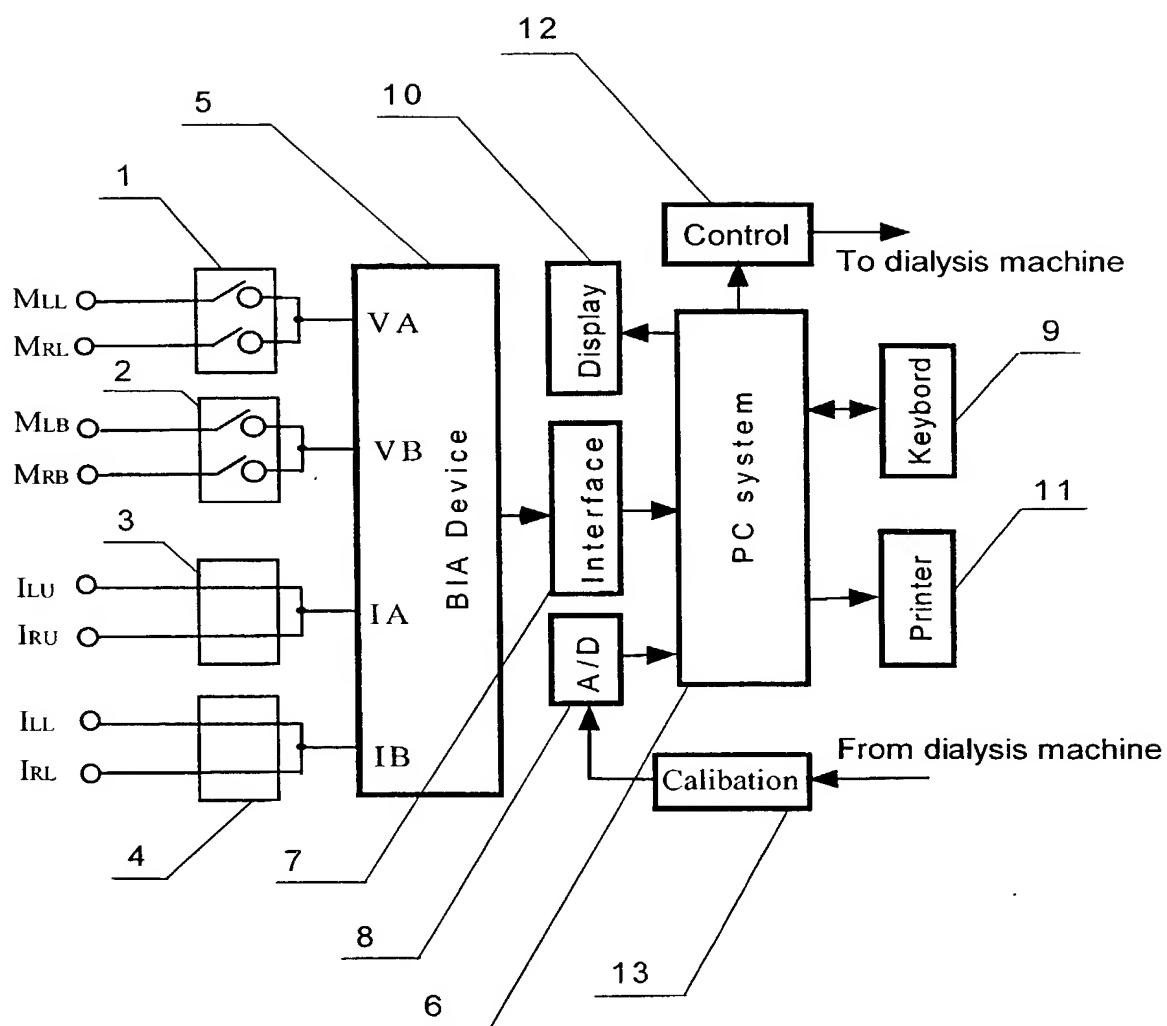 12
10
5
1
Control
To dialysis machine
MLL
MRL
VA
Display
9
2
MLB
MRB
VB
BIA Device
Interface
PC system
Keybord
11
3
ILU
IRU
IA
A/D
Printer
ILL
IRL
IB
From dialysis machine
Calibation
4
7
8
6
13